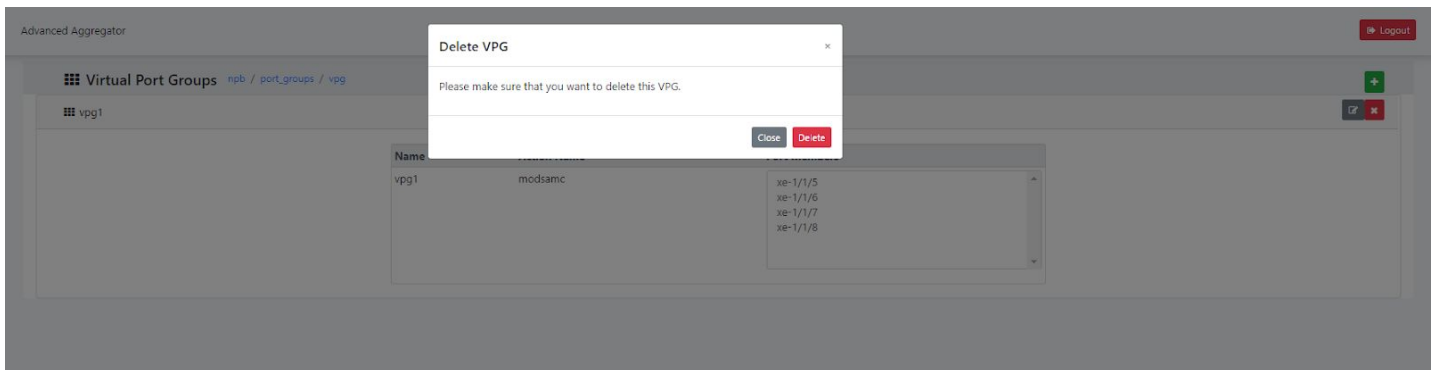 Advanced Aggregator
Logout
Delete VPG
×
Please make sure that you want to delete this VPG.
Close Delete
Virtual Port Groups npb / port_groups / vpg
vpg1
Name
vpg1 modsamc
xe-1/1/5
xe-1/1/6
xe-1/1/7
xe-1/1/8